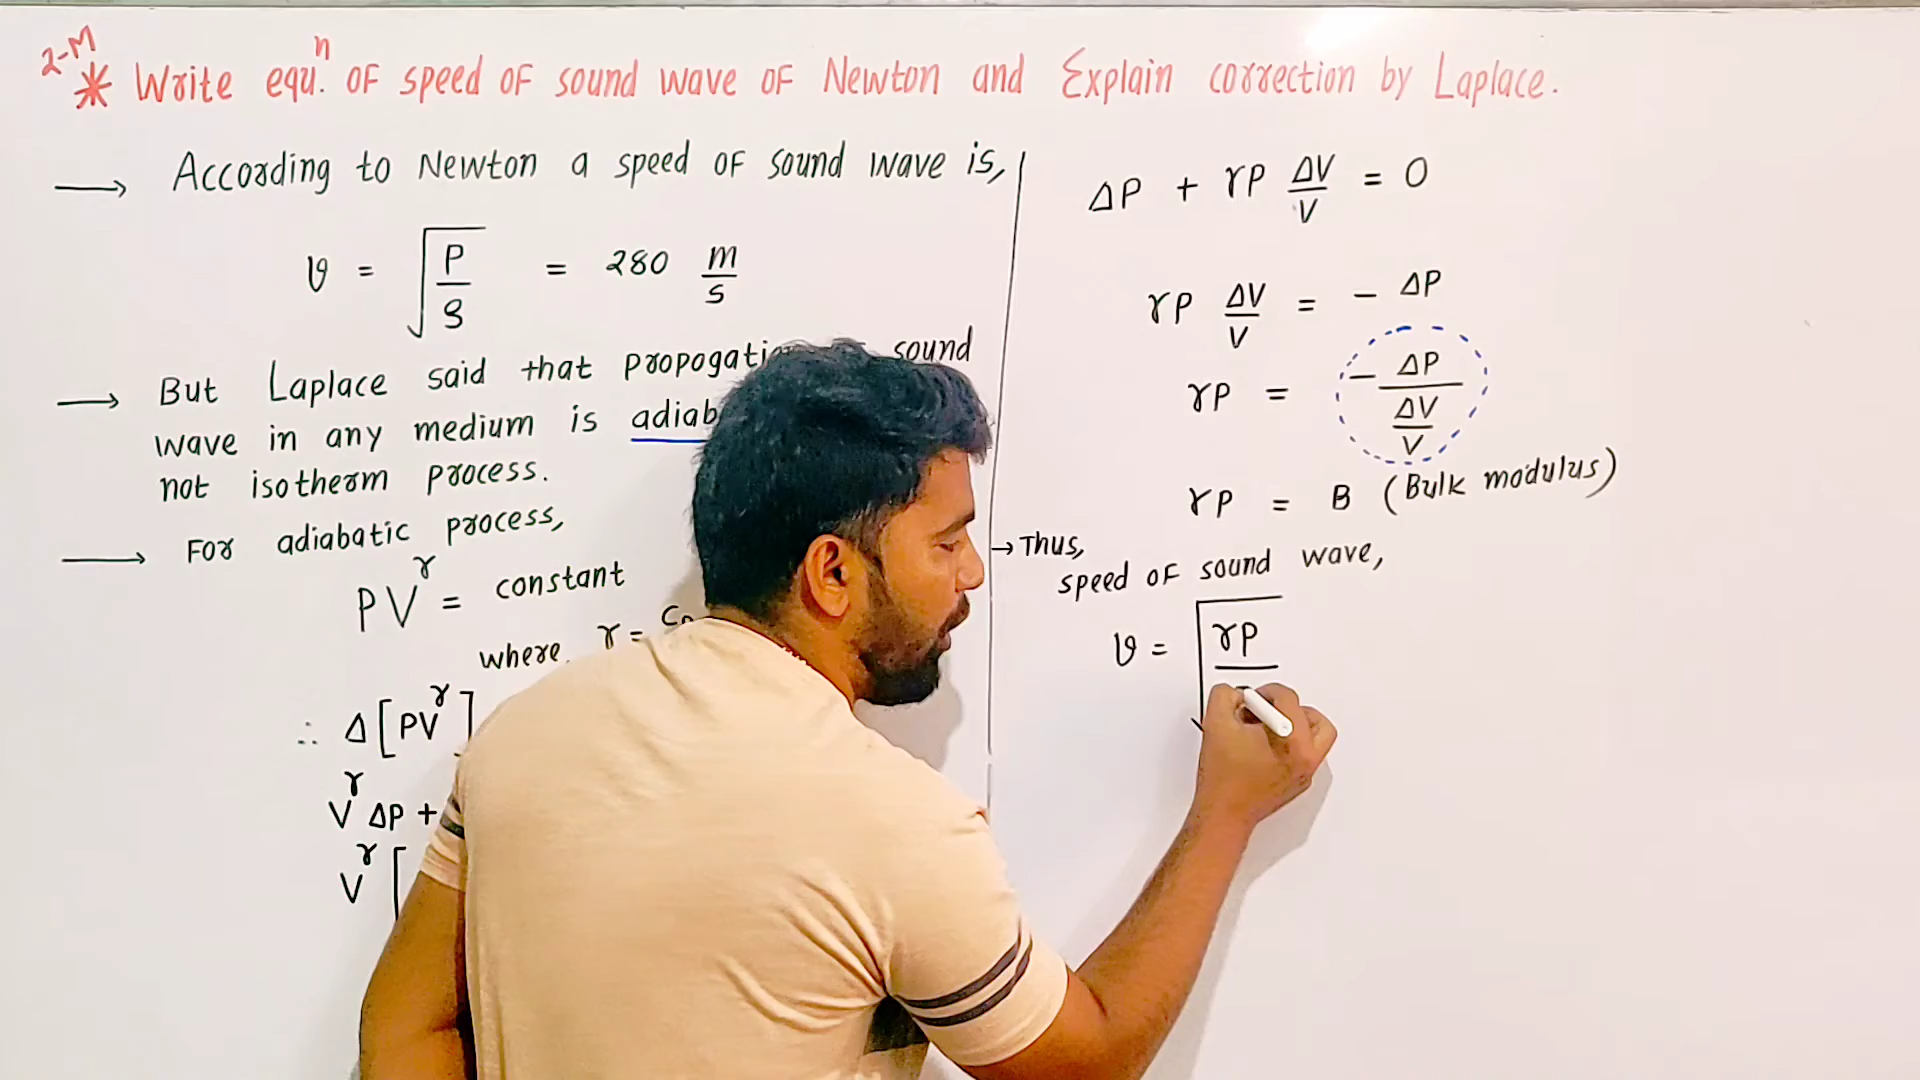 2-M
* Write equⁿ. of speed of sound wave of Newton and Explain correction by Laplace.
→ According to Newton a speed of sound wave is,
v = √(P/ρ) = 280 m/s
→ But Laplace said that sound
wave in any medium is
not isotherm process.
→ For adiabatic process,
PV^γ = constant
where, γ =
∴ Δ[PV^γ]
V^γ ΔP +
V^γ [
ΔP + γP ΔV/V = 0
γP ΔV/V = - ΔP
γP = - ΔP/(ΔV/V)
γP = B (Bulk modulus)
→ Thus,
speed of sound wave,
v = √(γP/